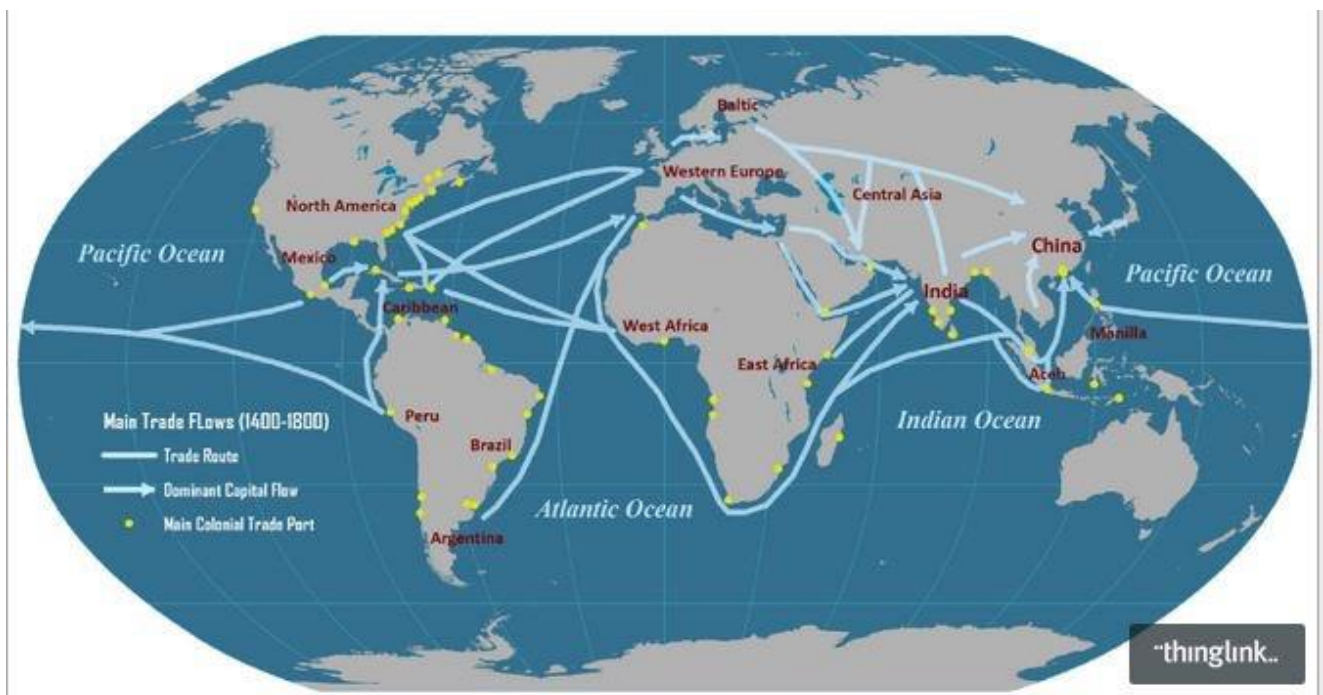 Baltic
Western Europe
Central Asia
North America
Pacific Ocean
Mexico
China
Pacific Ocean
India
Caribbean
West Africa
Manilla
East Africa
Aceh
Peru
Indian Ocean
Main Trade FLows (1400-1800)
Trade Route
Dominant Capital Flow
Main Colonial Trade Port
Brazil
Atlantic Ocean
Argentina
¨thınglınk..